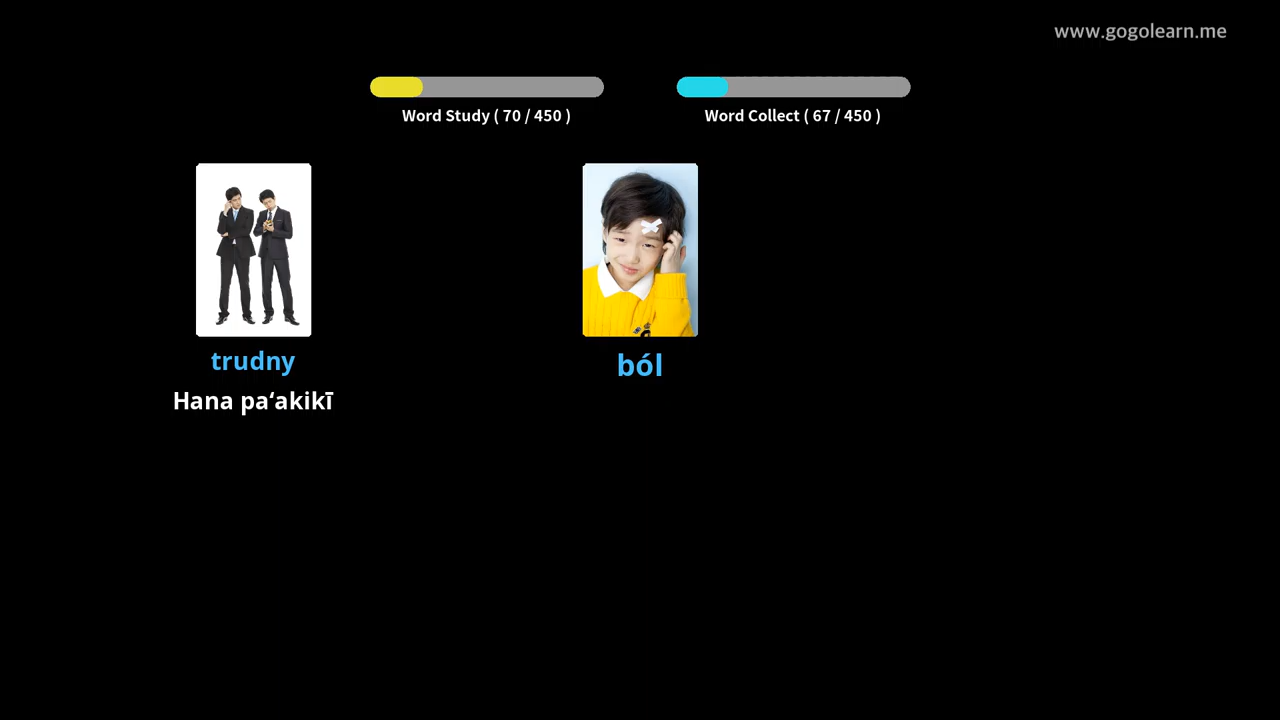 www.gogolearn.me
Word Study ( 70 / 450 )
Word Collect ( 67 / 450 )
trudny
Hana paʻakikī
ból